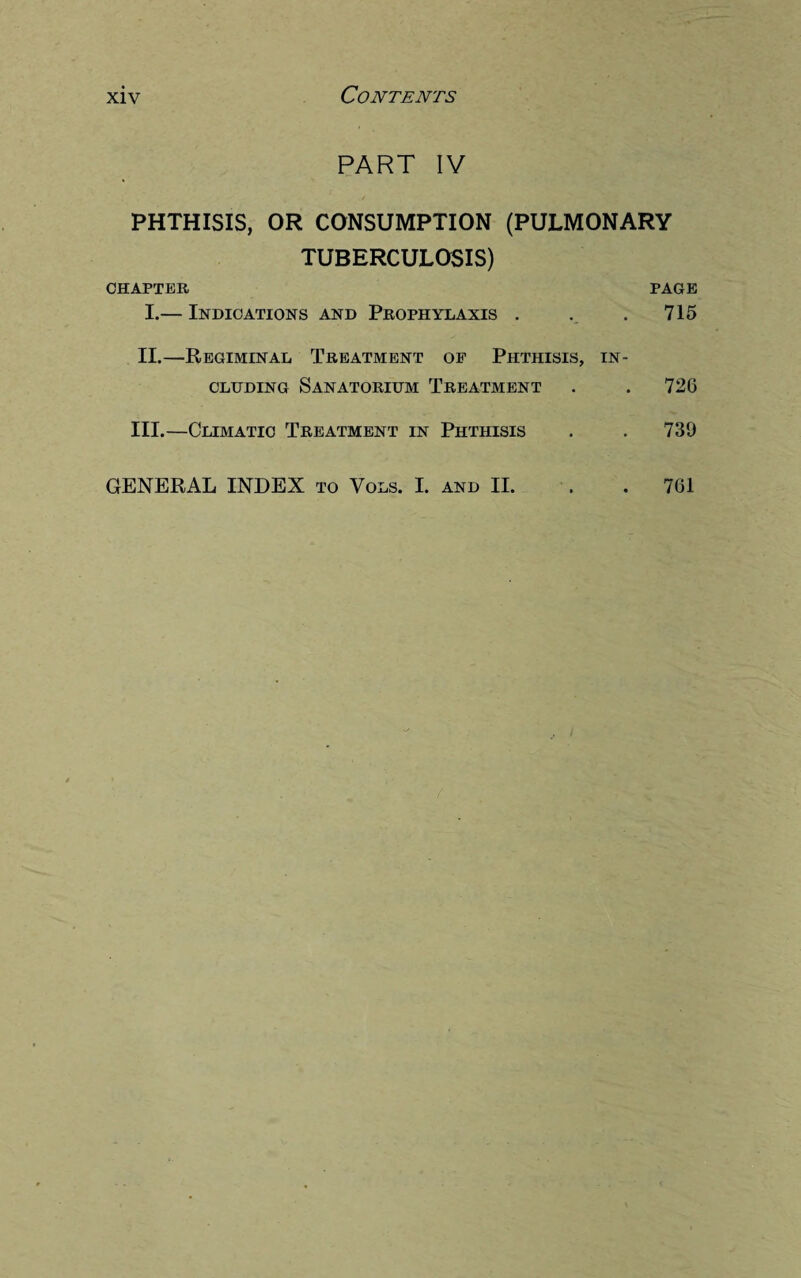 xiv Contents
PART IV
PHTHISIS, OR CONSUMPTION (PULMONARY
TUBERCULOSIS)
CHAPTER PAGE
I.— Indications and Prophylaxis . . . 715
II.—Regiminal Treatment of Phthisis, in-
cluding Sanatorium Treatment . . 726
III.—Climatic Treatment in Phthisis . . 739
GENERAL INDEX to Vols. I. and II. . . 761